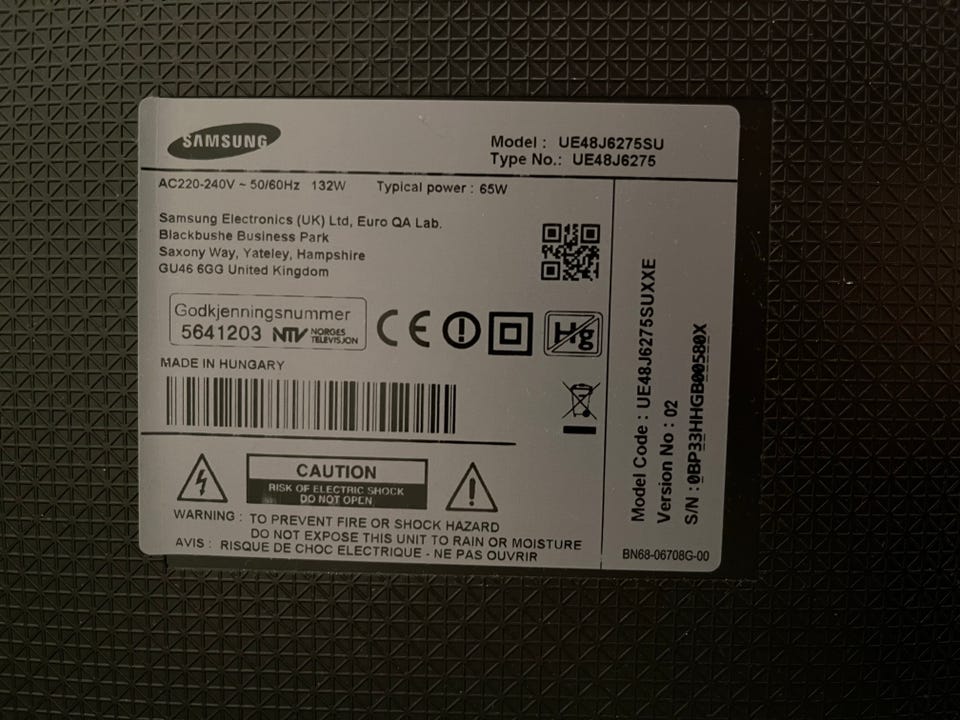 SAMSUNG
Model : UE48J6275SU
Type No.: UE48J6275
AC220-240V ~ 50/60Hz 132W Typical power : 65W
Samsung Electronics (UK) Ltd, Euro QA Lab.
Blackbushe Business Park
Saxony Way, Yateley, Hampshire
GU46 6GG United Kingdom
Godkjenningsnummer
5641203 NTV NORGES
TELEVISJON
CE
Hg
MADE IN HUNGARY
CAUTION
RISK OF ELECTRIC SHOCK
DO NOT OPEN
WARNING : TO PREVENT FIRE OR SHOCK HAZARD
DO NOT EXPOSE THIS UNIT TO RAIN OR MOISTURE
AVIS : RISQUE DE CHOC ELECTRIQUE - NE PAS OUVRIR
Model Code : UE48J6275SUXXE
Version No : 02
S/N : 0BP33HHGB00580X
BN68-06708G-00